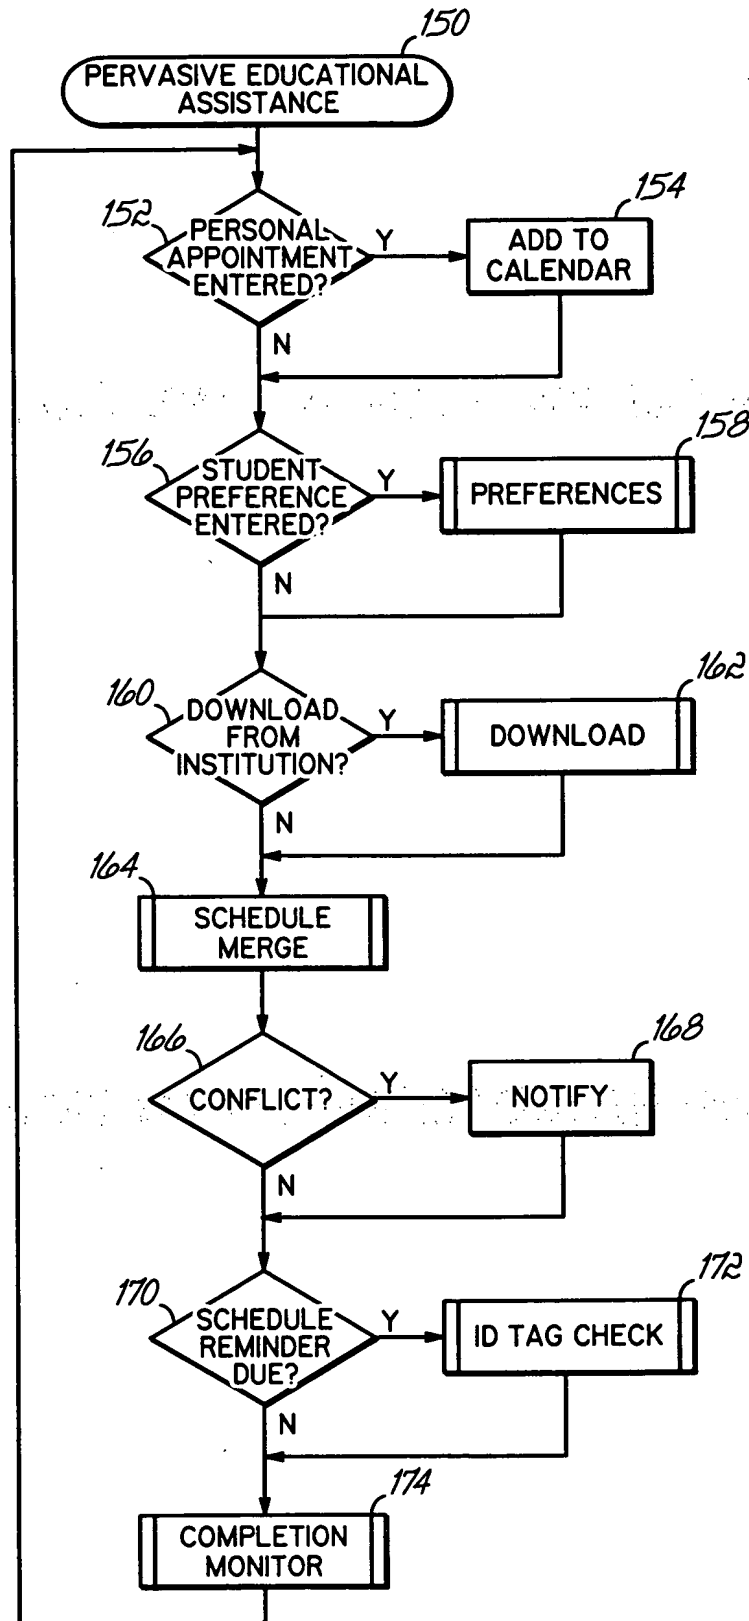 150
PERVASIVE EDUCATIONAL
ASSISTANCE
152
PERSONAL
APPOINTMENT
ENTERED?
Y
154
ADD TO
CALENDAR
N
156
STUDENT
PREFERENCE
ENTERED?
Y
158
PREFERENCES
N
160
DOWNLOAD
FROM
INSTITUTION?
Y
162
DOWNLOAD
N
164
SCHEDULE
MERGE
166
CONFLICT?
Y
168
NOTIFY
N
170
SCHEDULE
REMINDER
DUE?
Y
172
ID TAG CHECK
N
174
COMPLETION
MONITOR